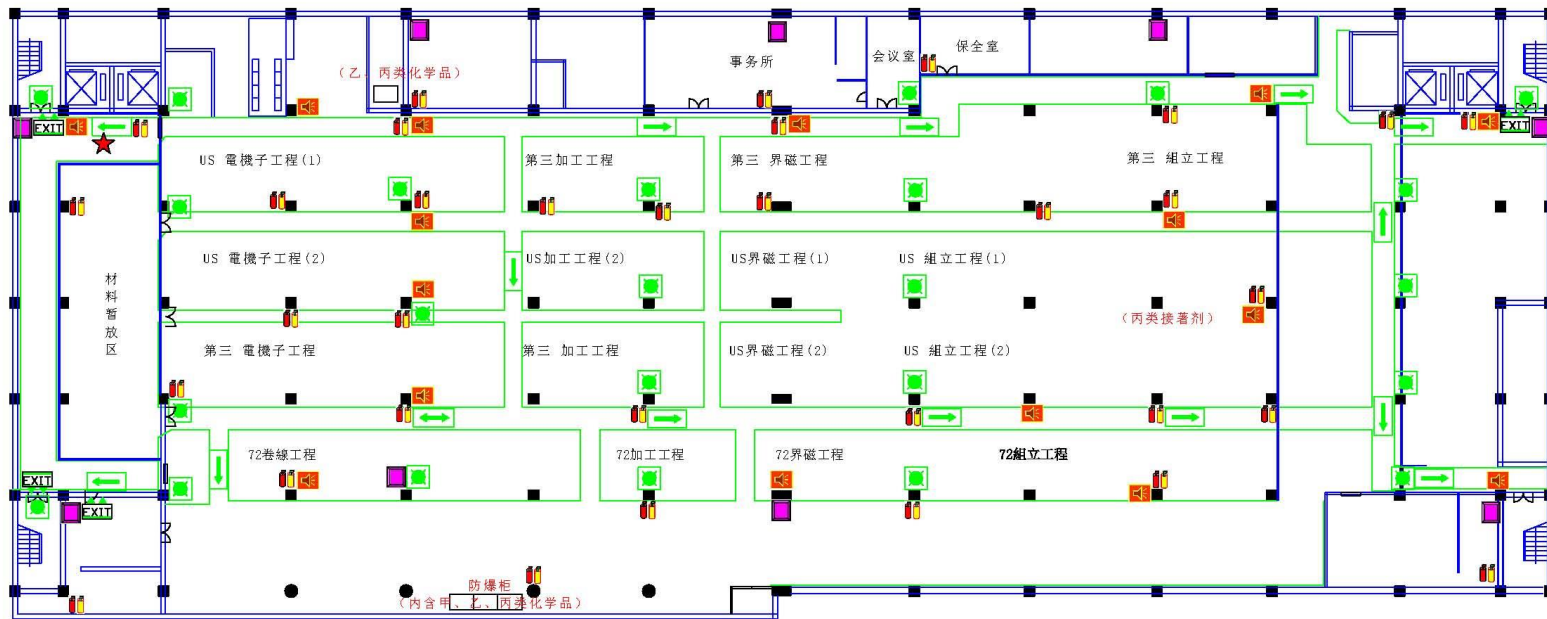 保全室
会议室
事务所
（乙、丙类化学品）
EXIT
EXIT
US 電機子工程(1)
第三加工工程
第三 界磁工程
第三 組立工程
US 電機子工程(2)
US加工工程(2)
US界磁工程(1)
US 組立工程(1)
材料暂放区
（丙类接著剂）
第三 電機子工程
第三 加工工程
US界磁工程(2)
US 組立工程(2)
72卷線工程
72加工工程
72界磁工程
72組立工程
EXIT
EXIT
防爆柜
（内含甲、乙、丙类化学品）